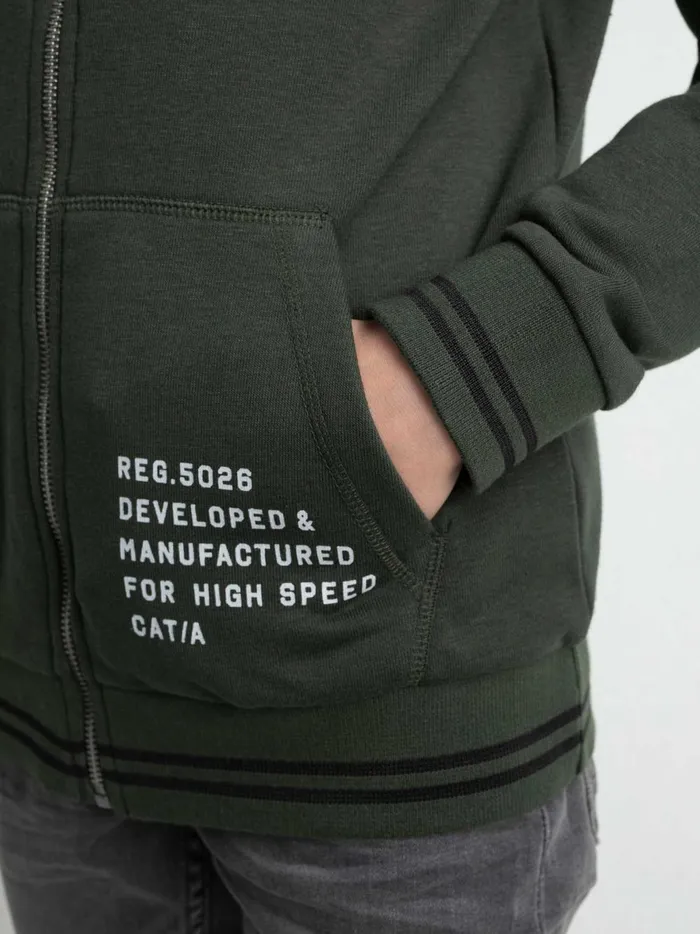 REG.5026
DEVELOPED &
MANUFACTURED
FOR HIGH SPEED
CAT/A